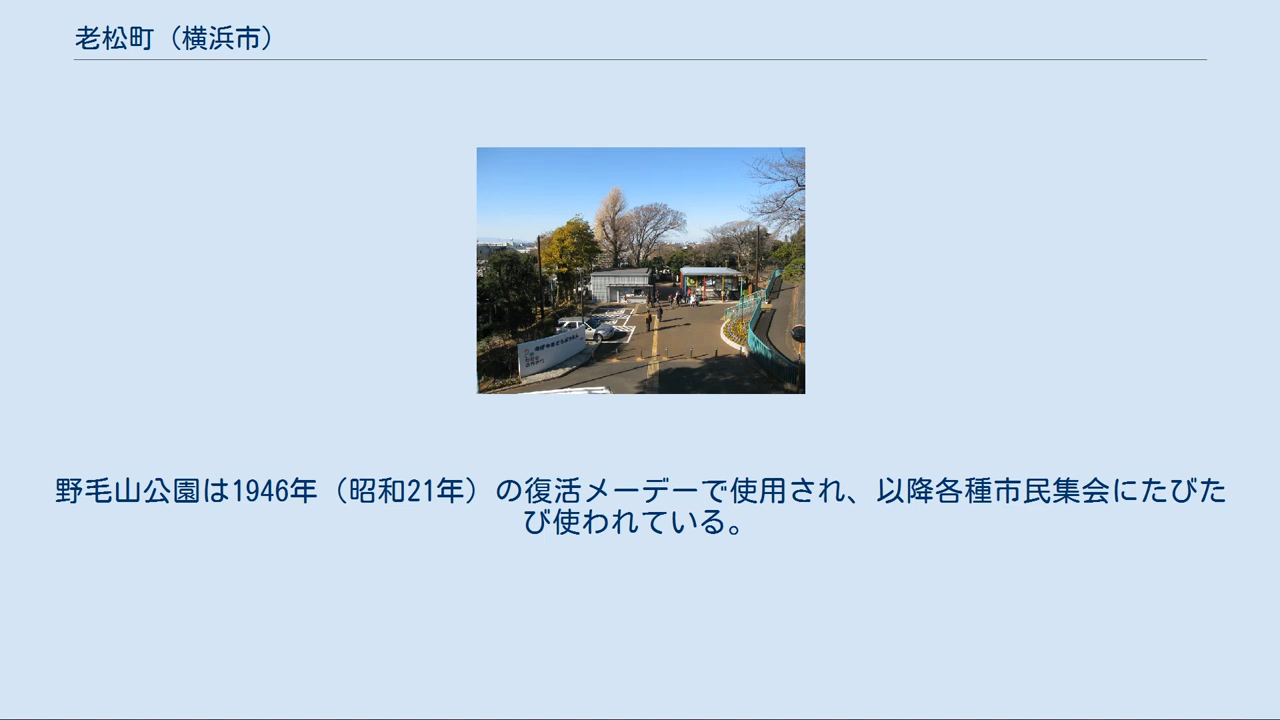 老松町（横浜市）
野毛山公園は1946年（昭和21年）の復活メーデーで使用され、以降各種市民集会にたびた
び使われている。